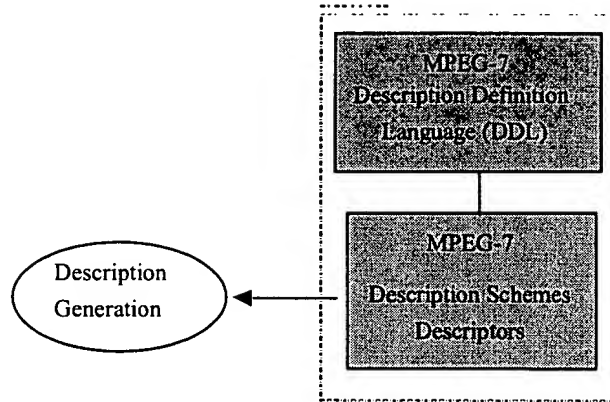 MPEG-7
Description Definition
Language (DDL)
MPEG-7
Description Schemes
Descriptors
Description
Generation